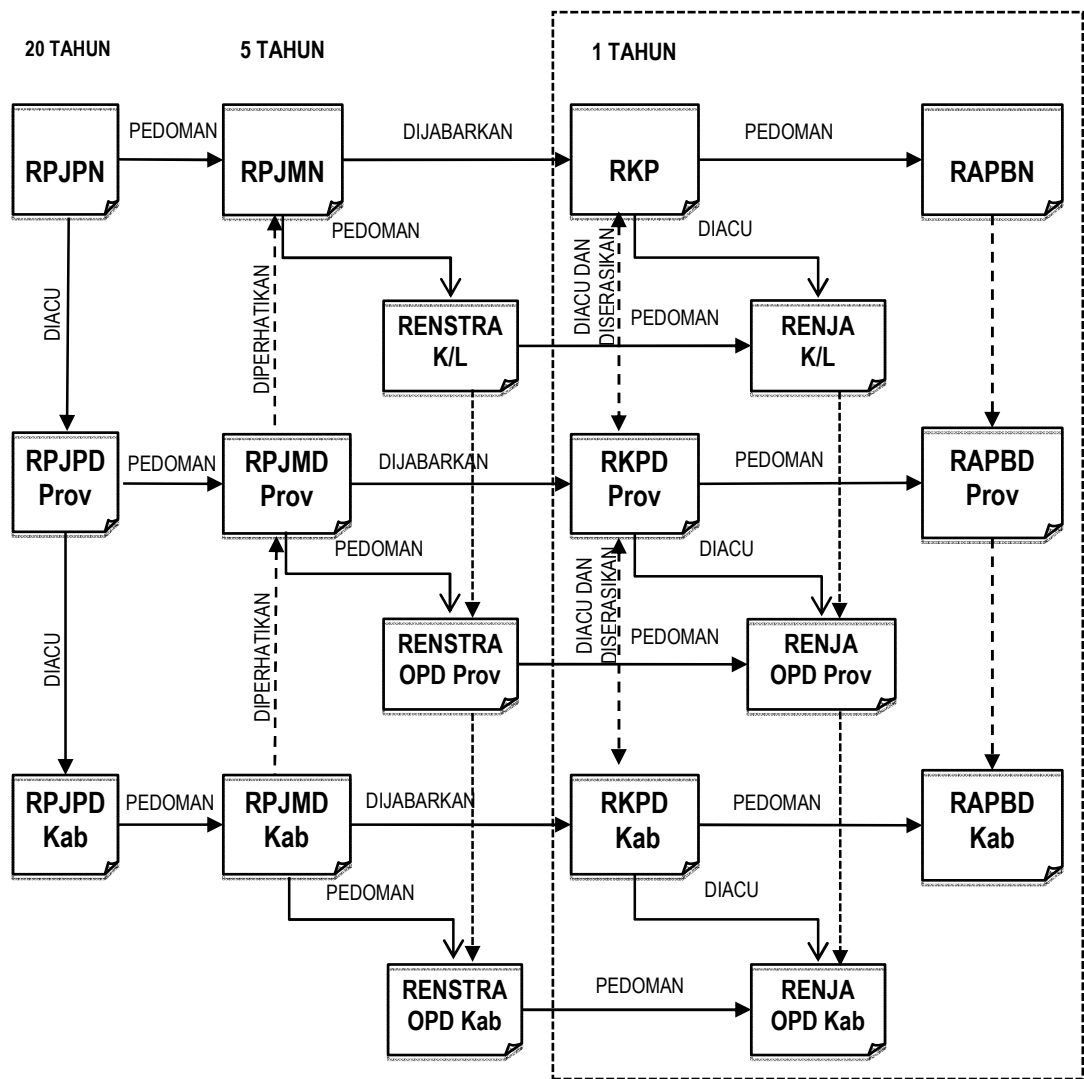 20 TAHUN
5 TAHUN
1 TAHUN
RPJPN
PEDOMAN
RPJMN
DIJABARKAN
RKP
PEDOMAN
RAPBN
DIACU
DIPERHATIKAN
PEDOMAN
RENSTRA
K/L
DIACU DAN
DISERASIKAN
PEDOMAN
DIACU
RENJA
K/L
RPJPD
Prov
PEDOMAN
RPJMD
Prov
DIJABARKAN
RKPD
Prov
PEDOMAN
RAPBD
Prov
DIACU
DIPERHATIKAN
PEDOMAN
RENSTRA
OPD Prov
DIACU DAN
DISERASIKAN
PEDOMAN
DIACU
RENJA
OPD Prov
RPJPD
Kab
PEDOMAN
RPJMD
Kab
DIJABARKAN
RKPD
Kab
PEDOMAN
RAPBD
Kab
PEDOMAN
RENSTRA
OPD Kab
PEDOMAN
DIACU
RENJA
OPD Kab